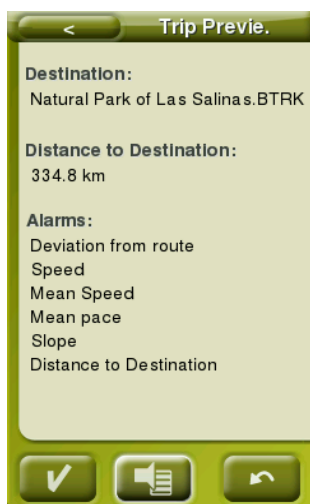 <
Trip Previe.
Destination:
Natural Park of Las Salinas.BTRK
Distance to Destination:
334.8 km
Alarms:
Deviation from route
Speed
Mean Speed
Mean pace
Slope
Distance to Destination